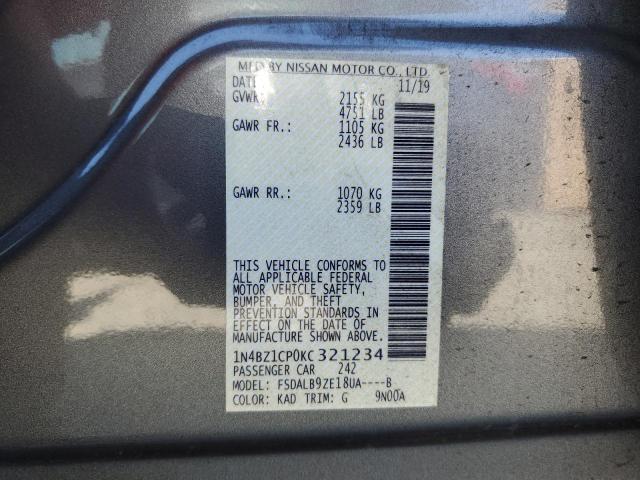 MFD BY NISSAN MOTOR CO., LTD.
DATE: 11/19
GVWR: 2155 KG
4751 LB
GAWR FR.: 1105 KG
2436 LB
GAWR RR.: 1070 KG
2359 LB
THIS VEHICLE CONFORMS TO
ALL APPLICABLE FEDERAL
MOTOR VEHICLE SAFETY,
BUMPER, AND THEFT
PREVENTION STANDARDS IN
EFFECT ON THE DATE OF
MANUFACTURE SHOWN ABOVE.
1N4BZ1CP0KC321234
PASSENGER CAR 242
MODEL: FSDALB9ZE18UA----B
COLOR: KAD TRIM: G 9N00A